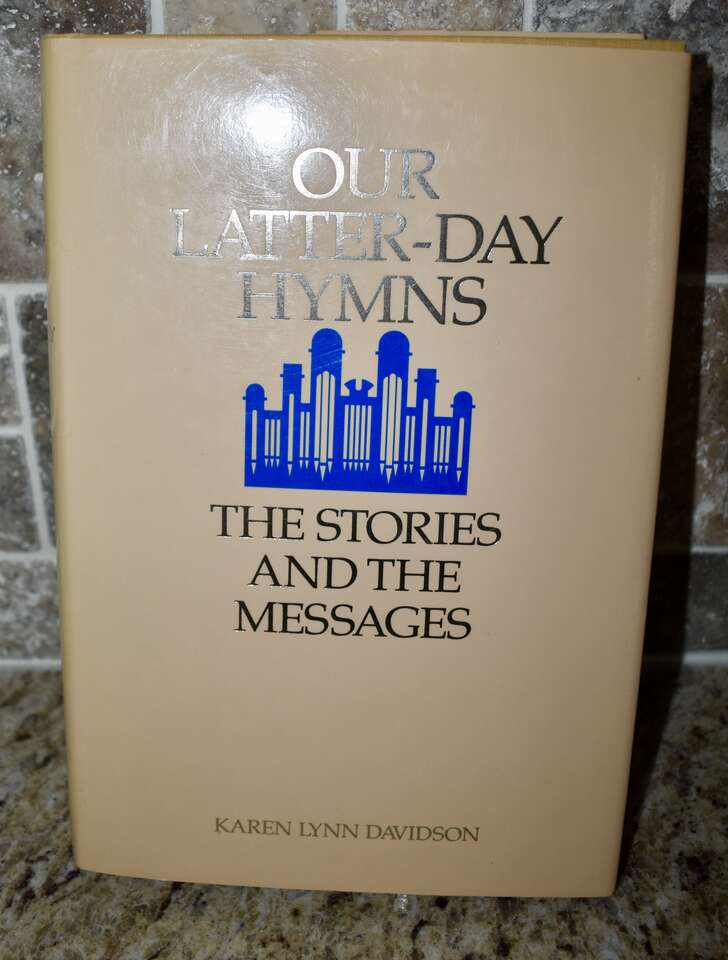 OUR
LATTER-DAY
HYMNS
THE STORIES
AND THE
MESSAGES
KAREN LYNN DAVIDSON